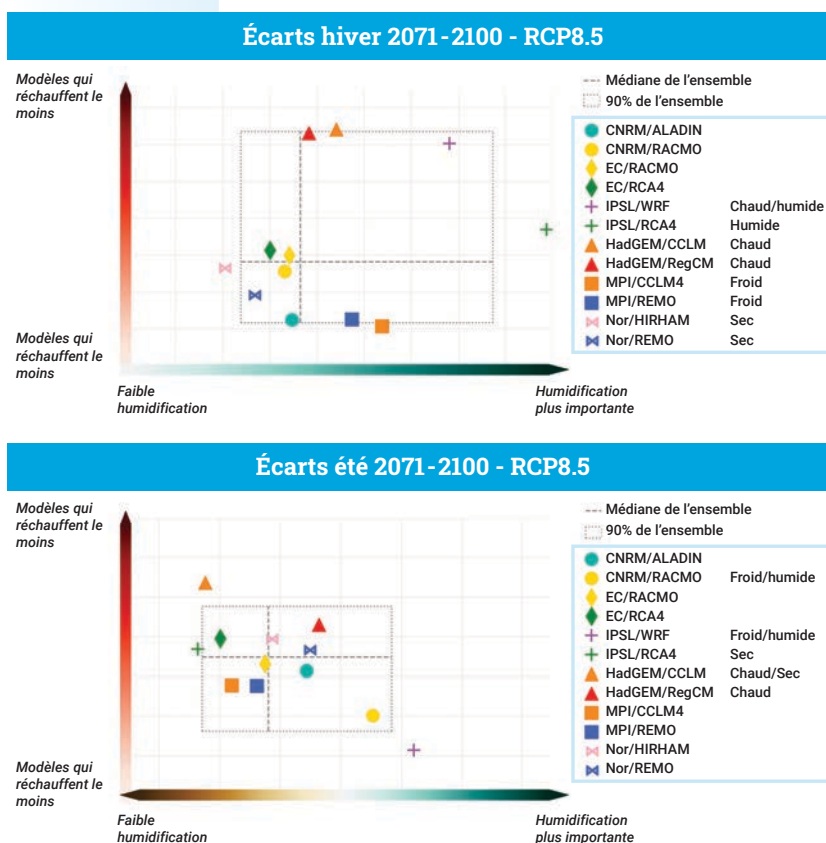 Écarts hiver 2071-2100 - RCP8.5
Modèles qui
réchauffent le
moins
Modèles qui
réchauffent le
moins
Faible
humidification
Humidification
plus importante
Médiane de l'ensemble
90% de l'ensemble
CNRM/ALADIN
CNRM/RACMO
EC/RACMO
EC/RCA4
IPSL/WRF Chaud/humide
IPSL/RCA4 Humide
HadGEM/CCLM Chaud
HadGEM/RegCM Chaud
MPI/CCLM4 Froid
MPI/REMO Froid
Nor/HIRHAM Sec
Nor/REMO Sec
Écarts été 2071-2100 - RCP8.5
Modèles qui
réchauffent le
moins
Modèles qui
réchauffent le
moins
Faible
humidification
Humidification
plus importante
Médiane de l'ensemble
90% de l'ensemble
CNRM/ALADIN
CNRM/RACMO Froid/humide
EC/RACMO
EC/RCA4
IPSL/WRF Froid/humide
IPSL/RCA4 Sec
HadGEM/CCLM Chaud/Sec
HadGEM/RegCM Chaud
MPI/CCLM4
MPI/REMO
Nor/HIRHAM
Nor/REMO